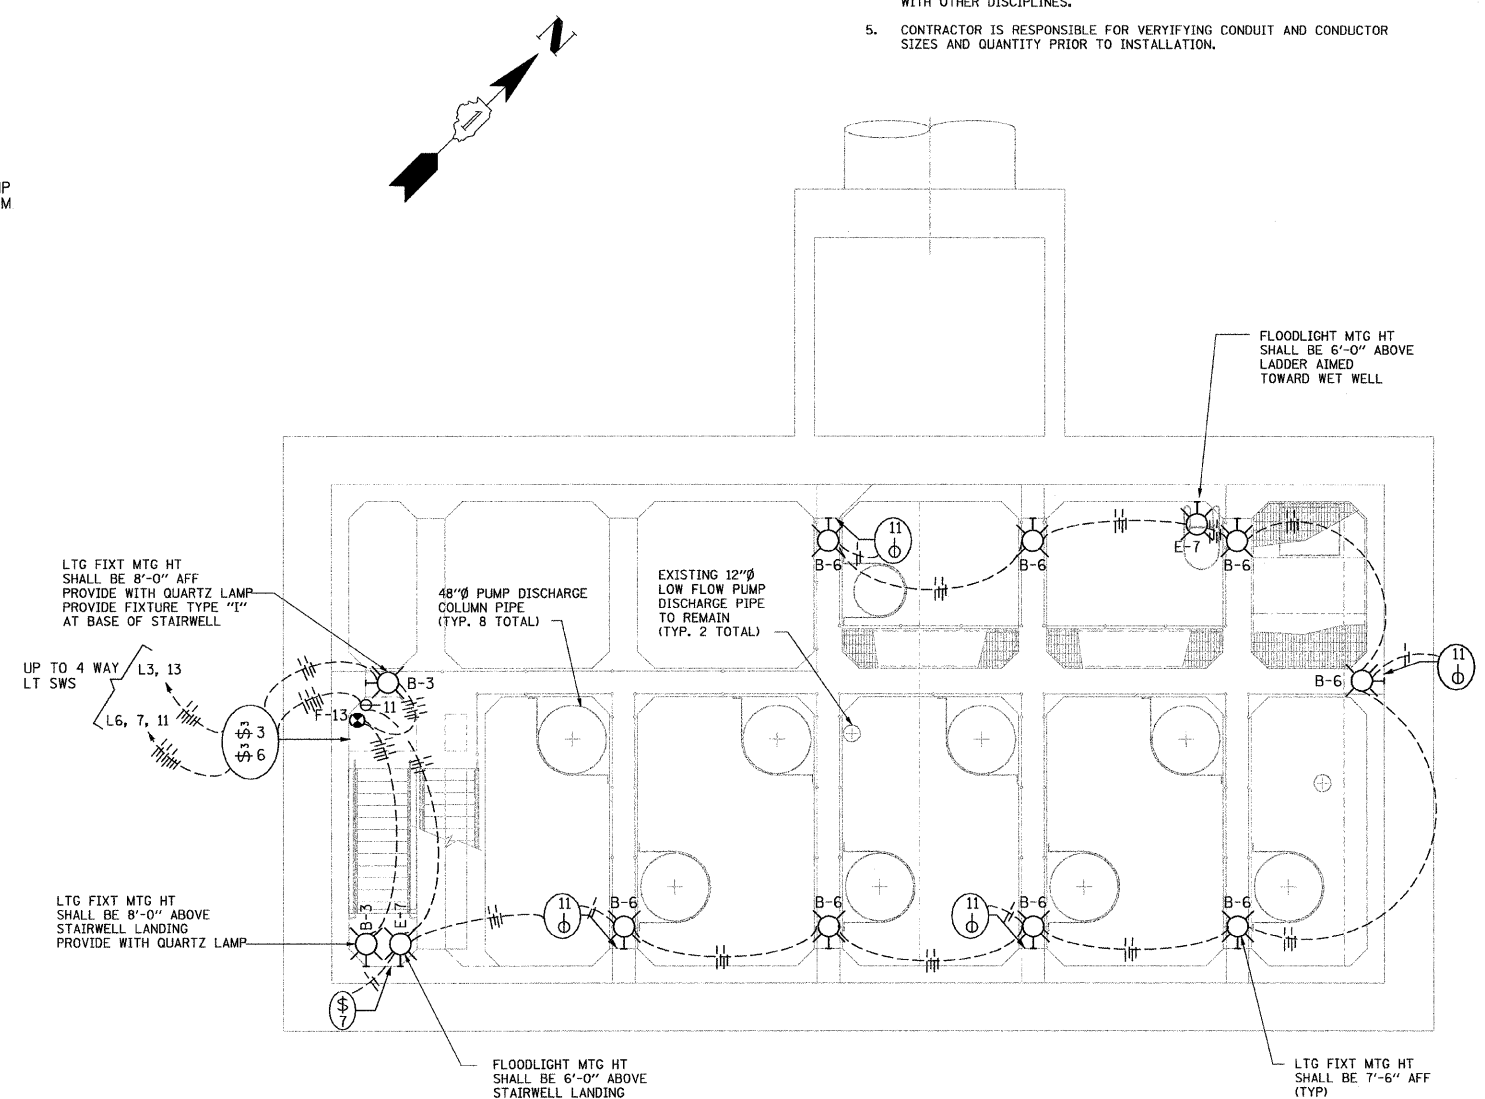 WITH OTHER DISCIPLINES.
5. CONTRACTOR IS RESPONSIBLE FOR VERYIFYING CONDUIT AND CONDUCTOR
SIZES AND QUANTITY PRIOR TO INSTALLATION.
N
P
M
FLOODLIGHT MTG HT
SHALL BE 6'-0" ABOVE
LADDER AIMED
TOWARD WET WELL
11
B-6
B-6
E-7
B-6
LTG FIXT MTG HT
SHALL BE 8'-0" AFF
PROVIDE WITH QUARTZ LAMP
PROVIDE FIXTURE TYPE "I"
AT BASE OF STAIRWELL
48"Ø PUMP DISCHARGE
COLUMN PIPE
(TYP. 8 TOTAL)
EXISTING 12"Ø
LOW FLOW PUMP
DISCHARGE PIPE
TO REMAIN
(TYP. 2 TOTAL)
UP TO 4 WAY
LT SWS
L3, 13
L6, 7, 11
$3 3
$3 6
B-3
11
F-13
B-6
11
LTG FIXT MTG HT
SHALL BE 8'-0" ABOVE
STAIRWELL LANDING
PROVIDE WITH QUARTZ LAMP
B-3
E-7
11
B-6
B-6
11
B-6
B-6
$
7
FLOODLIGHT MTG HT
SHALL BE 6'-0" ABOVE
STAIRWELL LANDING
LTG FIXT MTG HT
SHALL BE 7'-6" AFF
(TYP)